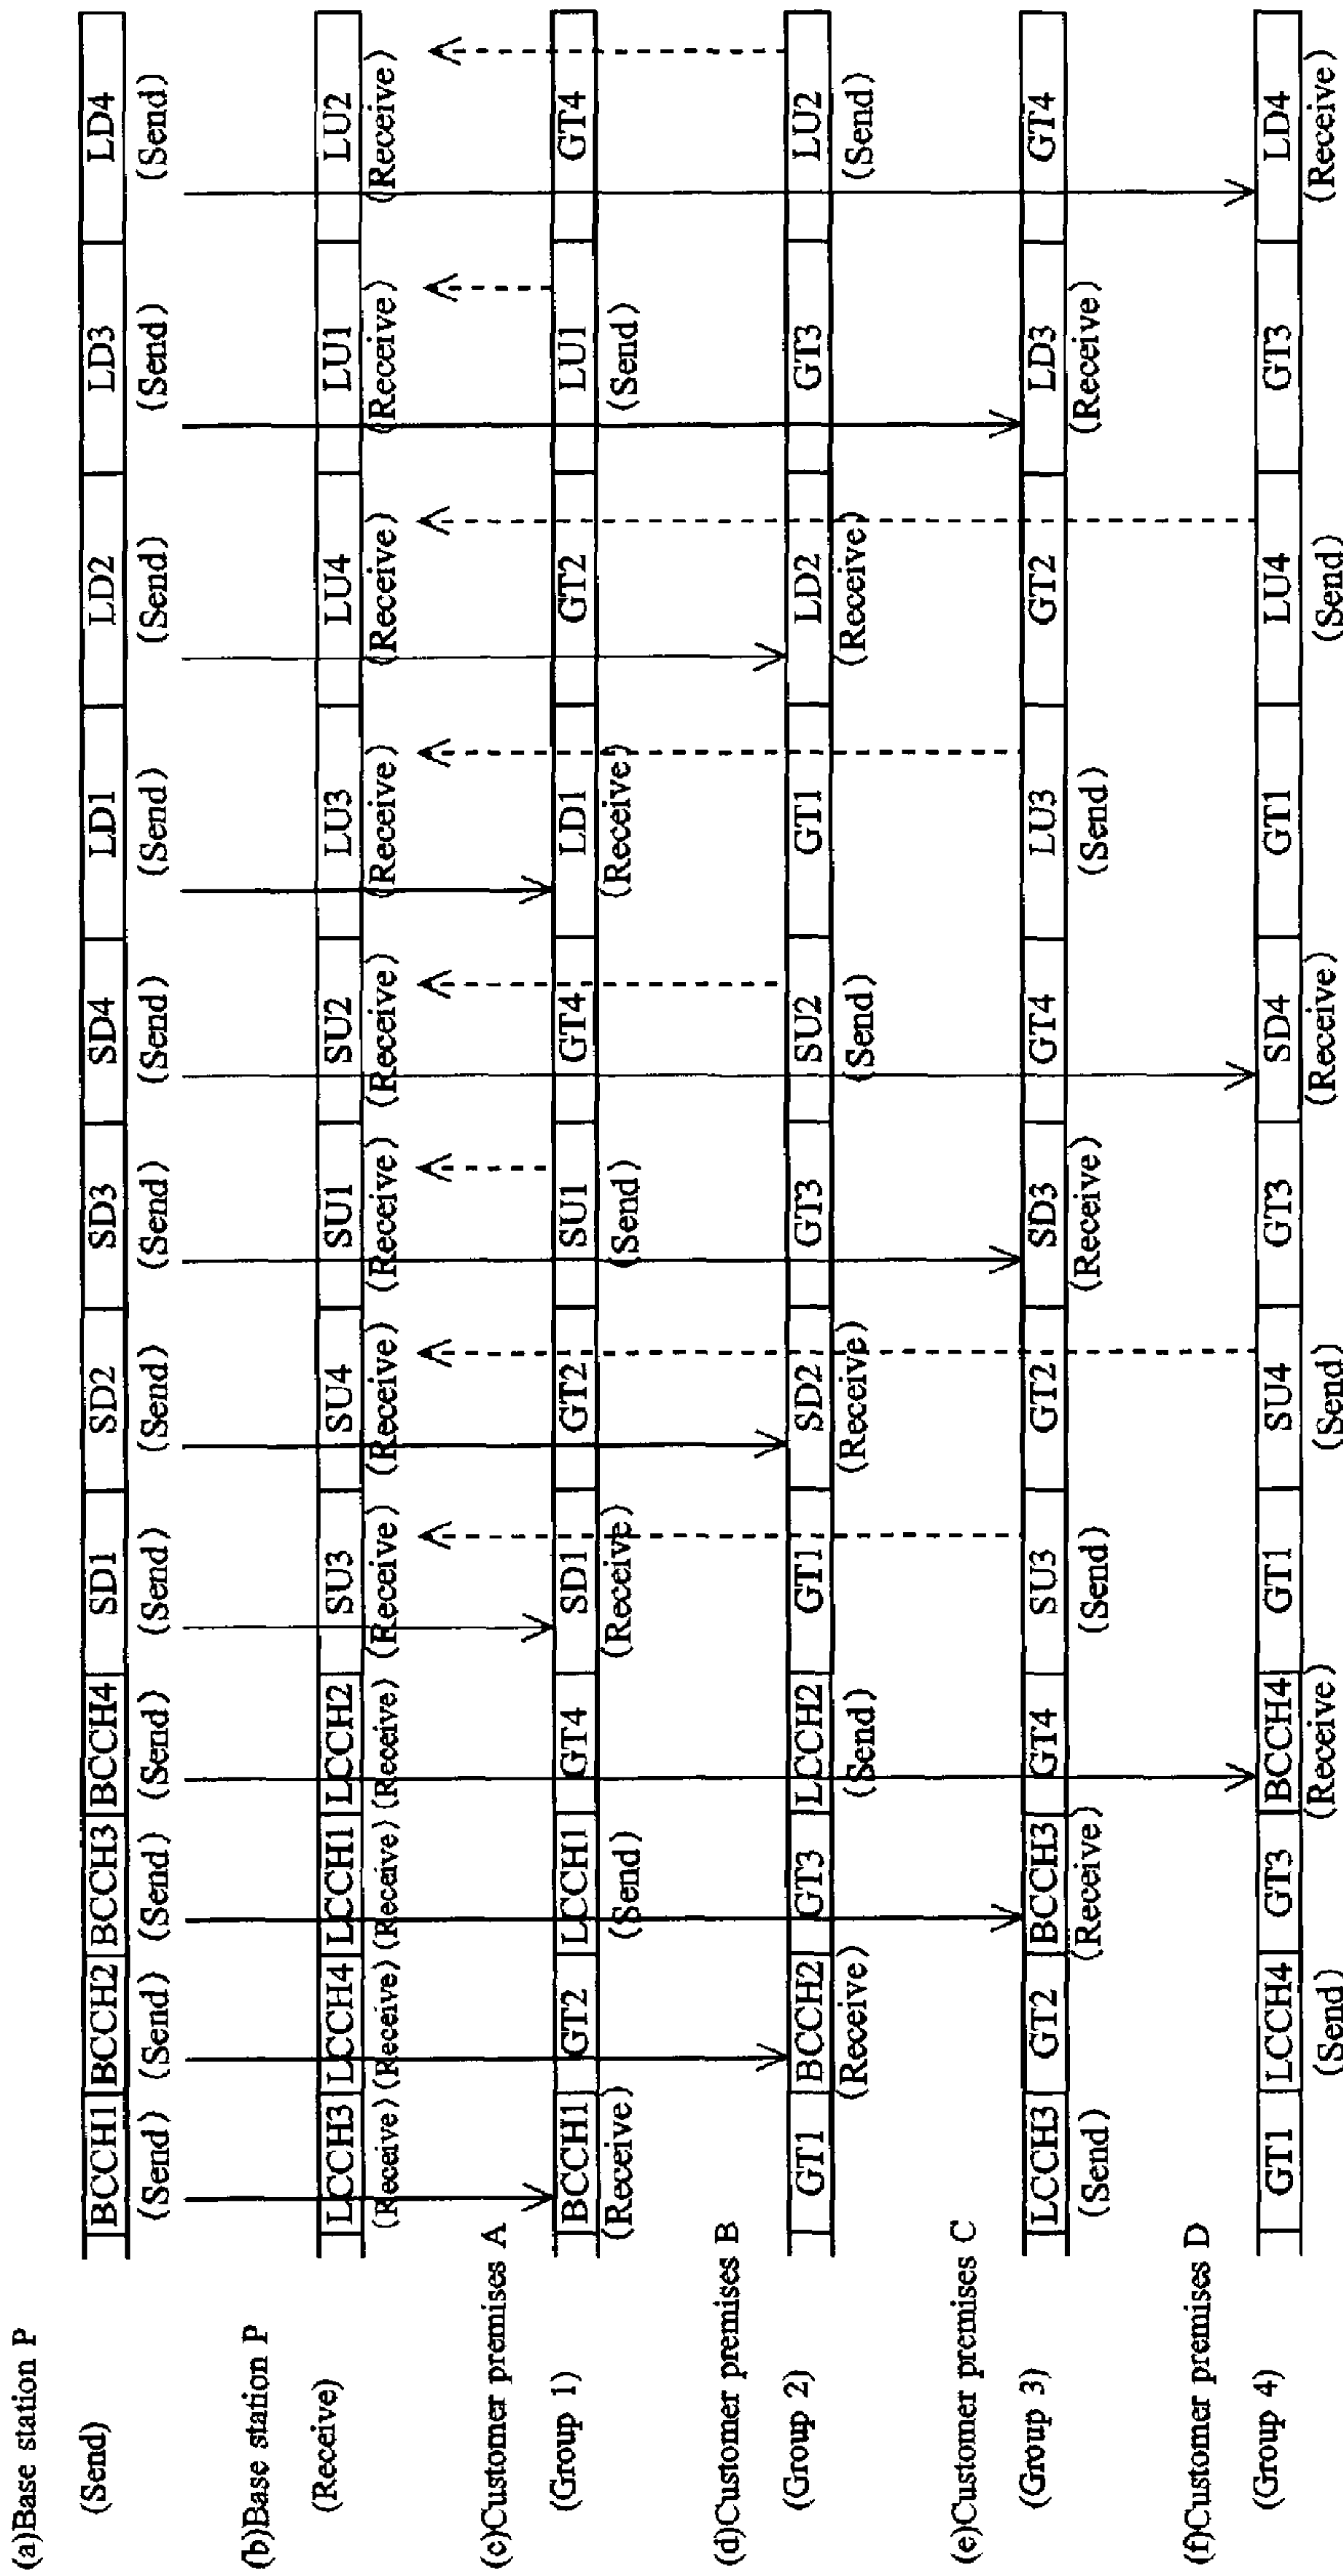 (a)Base station P
(Send)
BCCH1 BCCH2 BCCH3 BCCH4 SD1 SD2 SD3 SD4 LD1 LD2 LD3 LD4
(Send) (Send) (Send) (Send) (Send) (Send) (Send) (Send) (Send) (Send) (Send) (Send)
(b)Base station P
(Receive)
LCCH3 LCCH4 LCCH1 LCCH2 SU3 SU4 SU1 SU2 LU3 LU4 LU1 LU2
(Receive) (Receive) (Receive) (Receive) (Receive) (Receive) (Receive) (Receive) (Receive) (Receive) (Receive) (Receive)
(c)Customer premises A
(Group 1)
BCCH1 GT2 LCCH1 GT4 SD1 GT2 SU1 GT4 LD1 GT2 LU1 GT4
(Receive) (Send) (Receive) (Send) (Receive) (Send)
(d)Customer premises B
(Group 2)
GT1 BCCH2 GT3 LCCH2 GT1 SD2 GT3 SU2 GT1 LD2 GT3 LU2
(Receive) (Send) (Receive) (Send) (Receive) (Send)
(e)Customer premises C
(Group 3)
LCCH3 GT2 BCCH3 GT4 SU3 GT2 SD3 GT4 LU3 GT2 LD3 GT4
(Send) (Receive) (Send) (Receive) (Send) (Receive)
(f)Customer premises D
(Group 4)
GT1 LCCH4 GT3 BCCH4 GT1 SU4 GT3 SD4 GT1 LU4 GT3 LD4
(Send) (Receive) (Send) (Receive) (Send) (Receive)